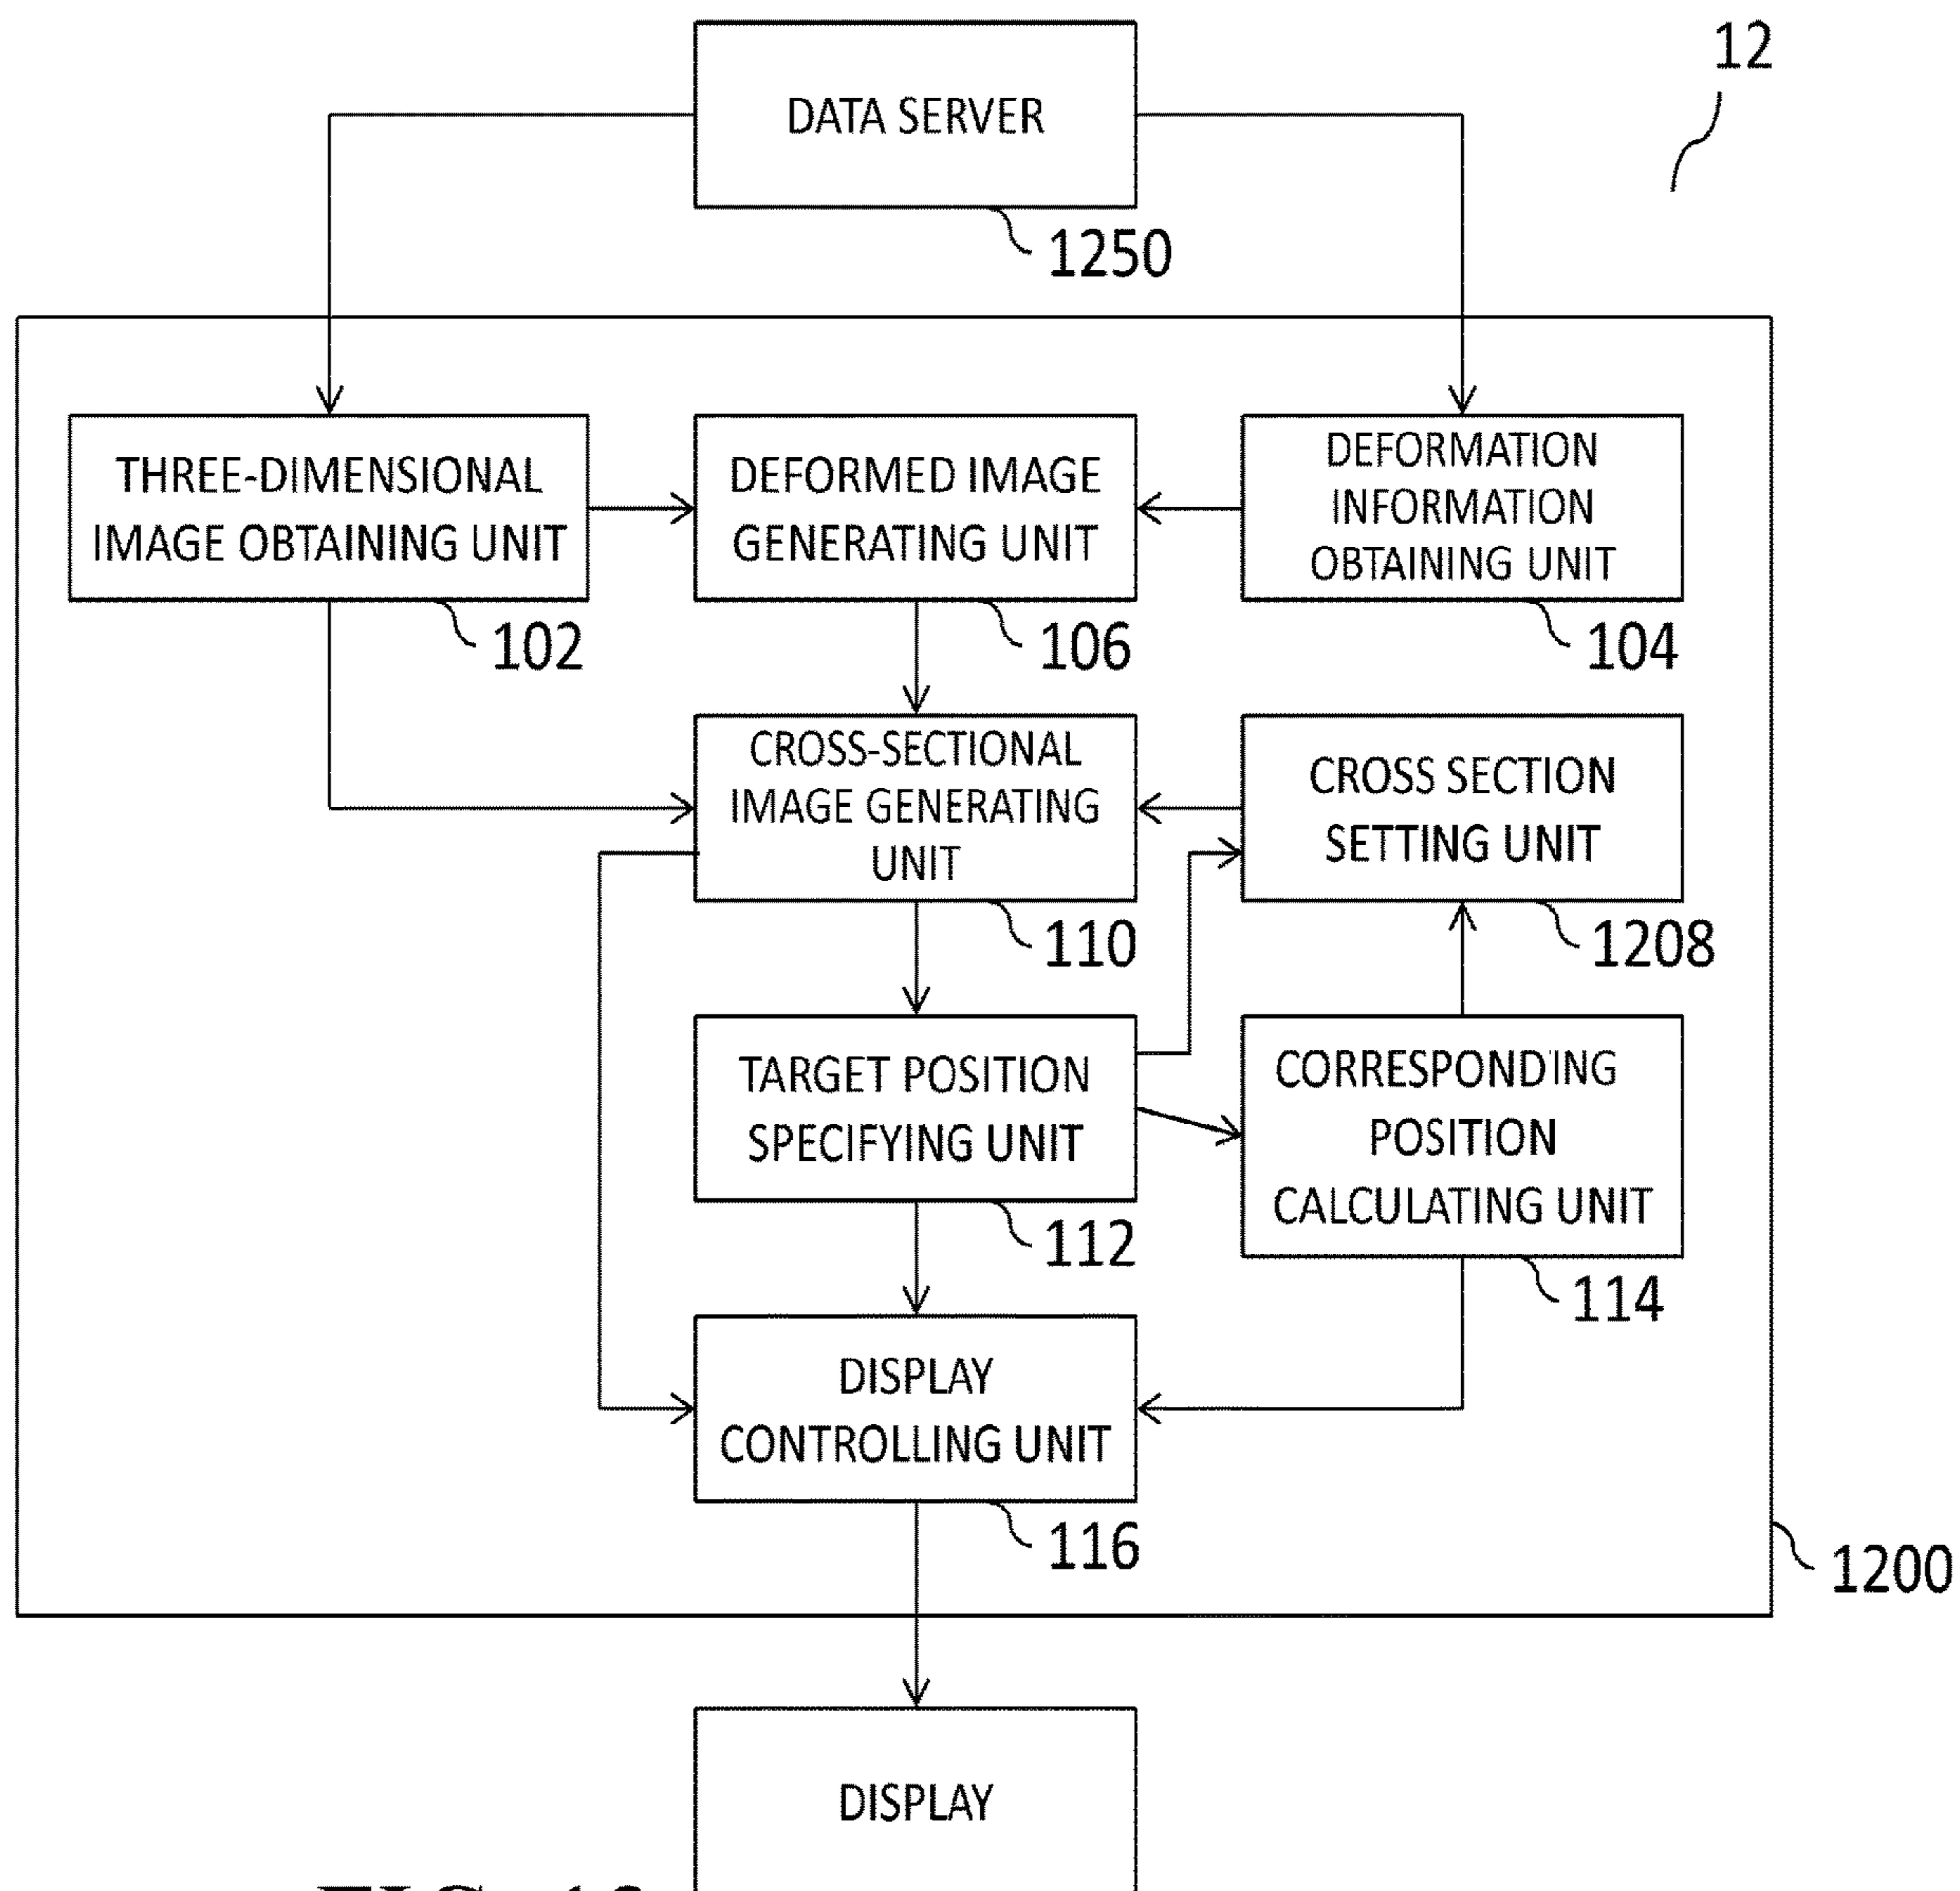 12
DATA SERVER
1250
THREE-DIMENSIONAL
IMAGE OBTAINING UNIT
102
DEFORMED IMAGE
GENERATING UNIT
106
DEFORMATION
INFORMATION
OBTAINING UNIT
104
CROSS-SECTIONAL
IMAGE GENERATING
UNIT
110
CROSS SECTION
SETTING UNIT
1208
TARGET POSITION
SPECIFYING UNIT
112
CORRESPONDING
POSITION
CALCULATING UNIT
114
DISPLAY
CONTROLLING UNIT
116
1200
DISPLAY